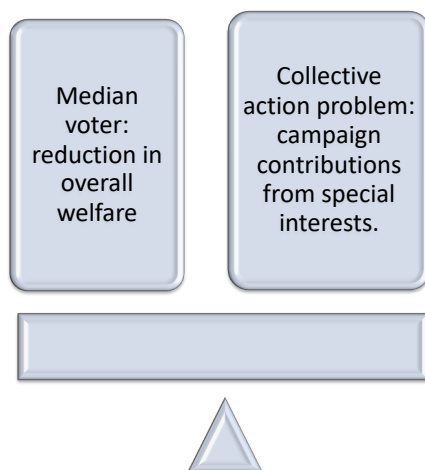 Median
voter:
reduction in
overall
welfare
Collective
action problem:
campaign
contributions
from special
interests.